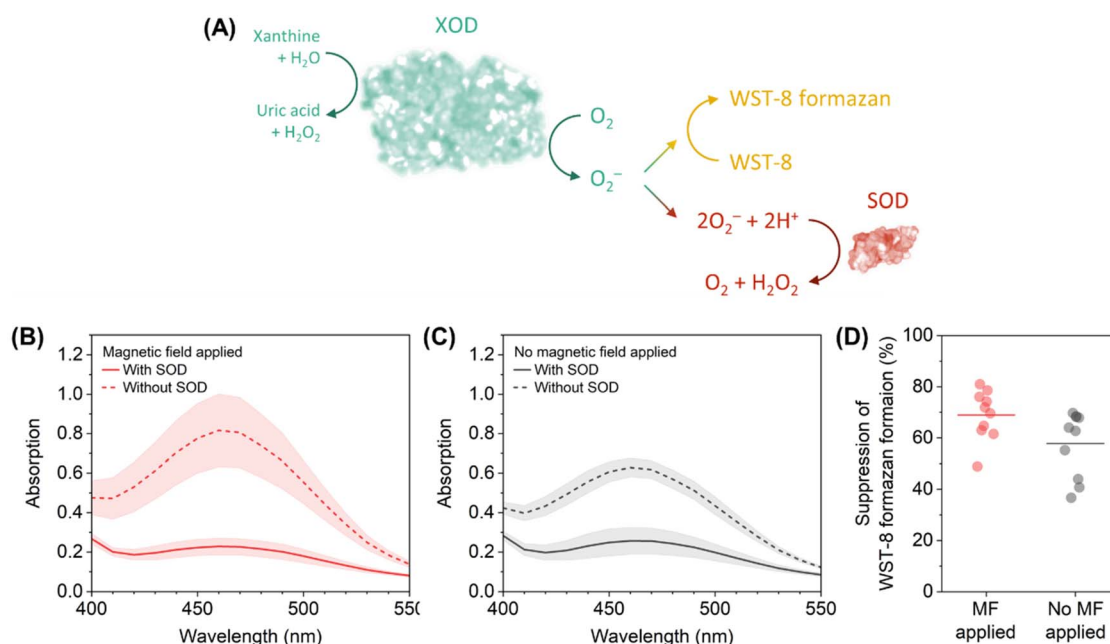 (A)
XOD
Xanthine
+ H₂O
Uric acid
+ H₂O₂
O₂
O₂⁻
WST-8 formazan
WST-8
SOD
2O₂⁻ + 2H⁺
O₂ + H₂O₂
(B)
Magnetic field applied
With SOD
Without SOD
Absorption
1.2
1.0
0.8
0.6
0.4
0.2
0.0
400
450
500
550
Wavelength (nm)
(C)
No magnetic field applied
With SOD
Without SOD
Absorption
1.2
1.0
0.8
0.6
0.4
0.2
0.0
400
450
500
550
Wavelength (nm)
(D)
Suppression of
WST-8 formazan formaion (%)
100
80
60
40
20
0
MF
applied
No MF
applied